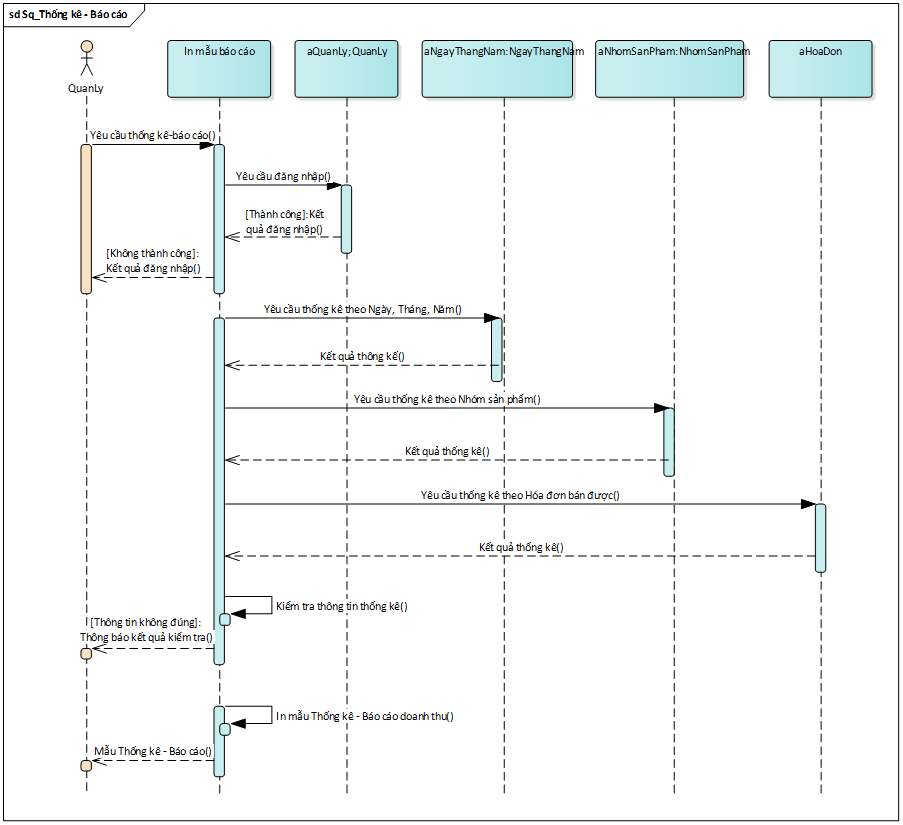 sd Sq_Thống kê - Báo cáo
QuanLy
In mẫu báo cáo
aQuanLy;QuanLy
aNgayThangNam:NgayThangNam
aNhomSanPham:NhomSanPham
aHoaDon
Yêu cầu thống kê-báo cáo()
Yêu cầu đăng nhập()
[Thành công]: Kết
quả đăng nhập()
[Không thành công]:
Kết quả đăng nhập()
Yêu cầu thống kê theo Ngày, Tháng, Năm()
Kết quả thông kế()
Yêu cầu thống kê theo Nhóm sản phẩm()
Kết quả thống kê()
Yêu cầu thống kê theo Hóa đơn bán được()
Kết quả thống kê()
Kiểm tra thông tin thống kê()
[Thông tin không đúng]:
Thông báo kết quả kiểm tra()
In mẫu Thống kê - Báo cáo doanh thu()
Mẫu Thống kê - Báo cáo()